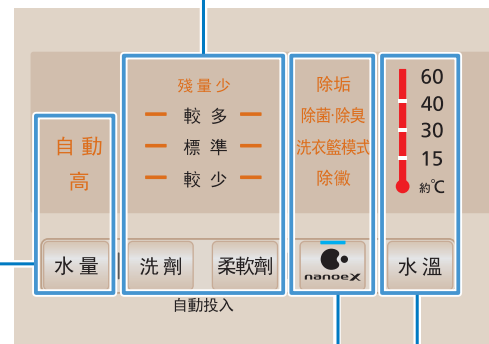 殘量少
較多
標準
較少
自動
高
除垢
除菌·除臭
洗衣籃模式
除黴
60
40
30
15
約℃
水量
洗劑
柔軟劑
nanoeX
水溫
自動投入